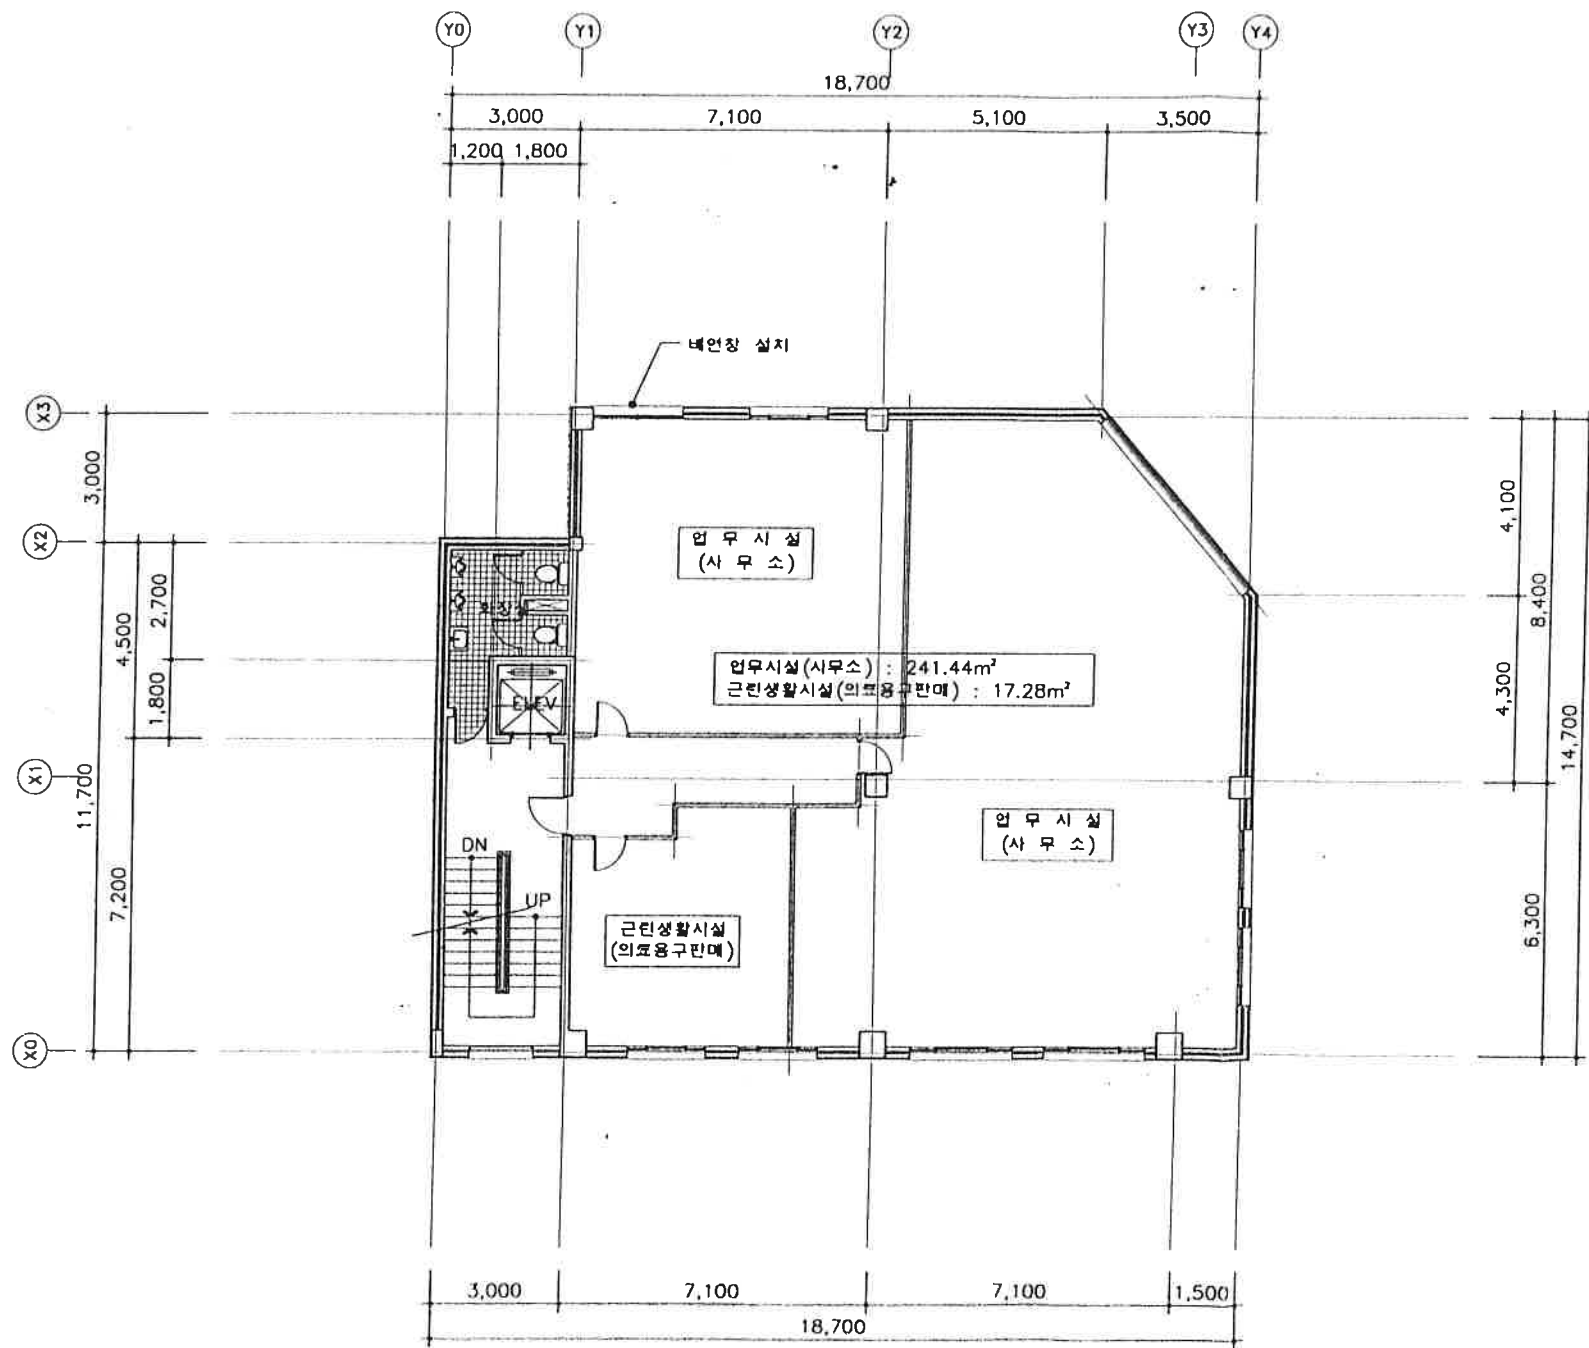 Y0 Y1 Y2 Y3 Y4
18,700
3,000 7,100 5,100 3,500
1,200 1,800
배연창 설치
X3
3,000
X2
업 무 시 설
(사 무 소)
4,100
2,700
4,500
8,400
업무시설(사무소) : 241.44m²
근린생활시설(의료용구판매) : 17.28m²
1,800
ELEV
4,300
14,700
X1
11,700
업 무 시 설
(사 무 소)
DN
UP
7,200
근린생활시설
(의료용구판매)
6,300
X0
3,000 7,100 7,100 1,500
18,700